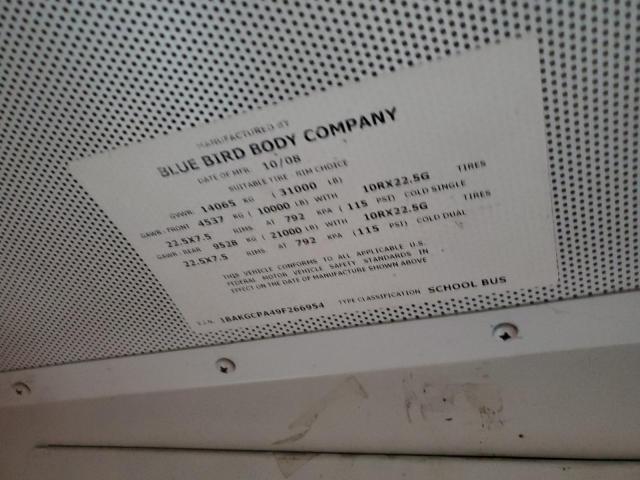 MANUFACTURED BY
BLUE BIRD BODY COMPANY
DATE OF MFR. 10/08
SUITABLE TIRE - RIM CHOICE
GVWR- 14065 KG ( 31000 LB)
GAWR-FRONT 4537 KG ( 10000 LB) WITH 10RX22.5G TIRES
22.5X7.5 RIMS AT 792 KPA ( 115 PSI) COLD SINGLE
GAWR-REAR 9528 KG ( 21000 LB) WITH 10RX22.5G TIRES
22.5X7.5 RIMS AT 792 KPA ( 115 PSI) COLD DUAL
THIS VEHICLE CONFORMS TO ALL APPLICABLE U.S.
FEDERAL MOTOR VEHICLE SAFETY STANDARDS IN
EFFECT ON THE DATE OF MANUFACTURE SHOWN ABOVE
V.I.N. 1BAKGCPA49F266954 TYPE CLASSIFICATION SCHOOL BUS